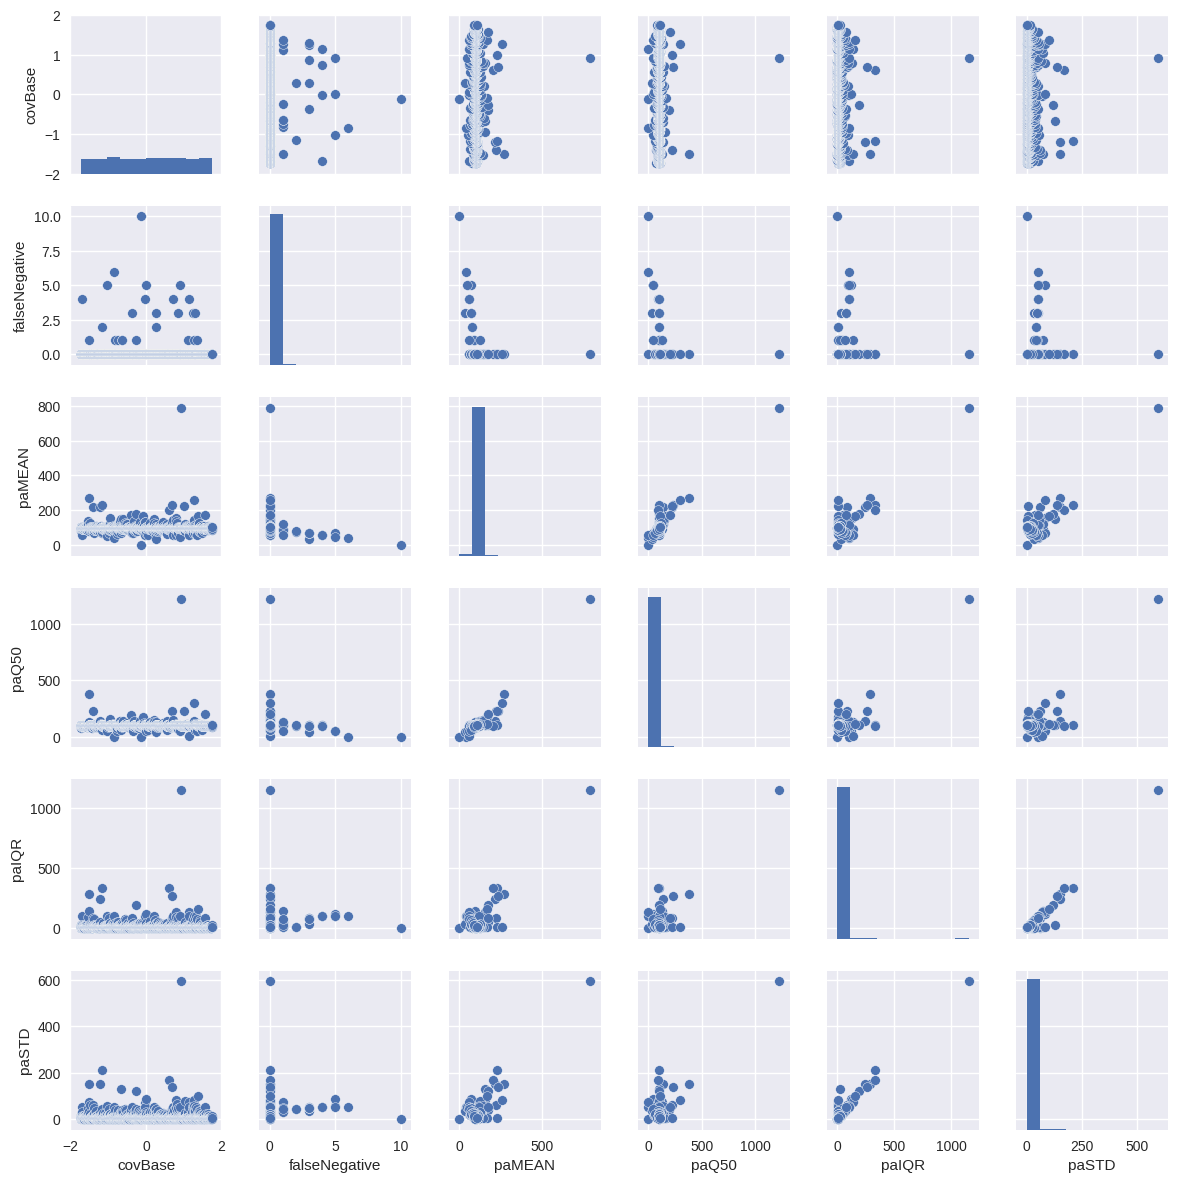 2
1
0
−1
−2
covBase
10.0
7.5
5.0
2.5
0.0
falseNegative
800
600
400
200
0
paMEAN
1000
500
0
paQ50
1000
500
0
paIQR
600
400
200
0
paSTD
−2 0 2
0 5 10
0 500
0 500 1000
0 500 1000
0 250 500
covBase falseNegative paMEAN paQ50 paIQR paSTD